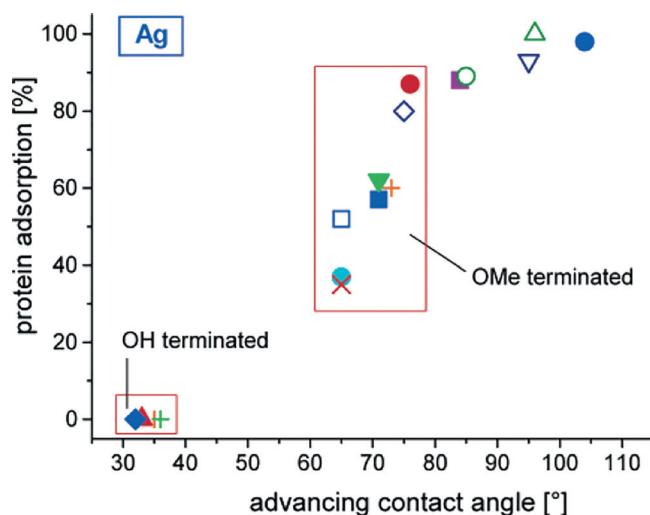 Ag
100
80
60
40
20
0
protein adsorption [%]
OMe terminated
OH terminated
30 40 50 60 70 80 90 100 110
advancing contact angle [°]